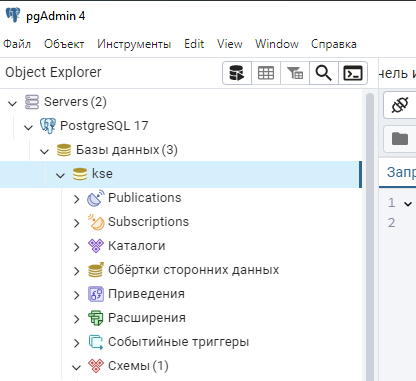 pgAdmin 4
Файл Объект Инструменты Edit View Window Справка
Object Explorer
нель и
Servers (2)
PostgreSQL 17
Базы данных (3)
kse
Запр
Publications
1
Subscriptions
2
Каталоги
Обёртки сторонних данных
Приведения
Расширения
Событийные триггеры
Схемы (1)